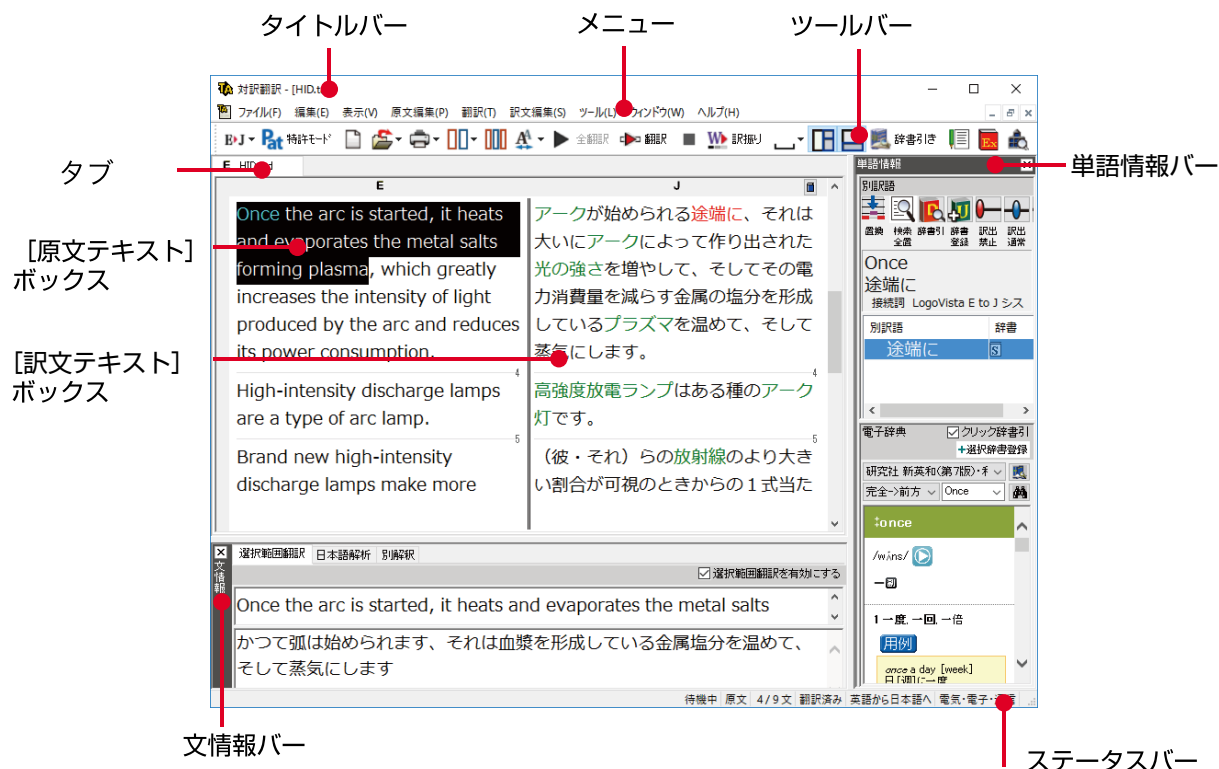 タイトルバー
メニュー
ツールバー
対訳翻訳 - [HID.t
ファイル(F) 編集(E) 表示(V) 原文編集(P) 翻訳(T) 訳文編集(S) ツール(L) ウィンドウ(W) ヘルプ(H)
E▸J Pat 特許モード 全翻訳 翻訳 W 訳振り 辞書引き Ex
タブ
E
単語情報
単語情報バー
E
J
[原文テキスト]
ボックス
[訳文テキスト]
ボックス
Once the arc is started, it heats
and evaporates the metal salts
forming plasma, which greatly
increases the intensity of light
produced by the arc and reduces
its power consumption.
4
High-intensity discharge lamps
are a type of arc lamp.
5
Brand new high-intensity
discharge lamps make more
アークが始められる途端に、それは
大いにアークによって作り出された
光の強さを増やして、そしてその電
力消費量を減らす金属の塩分を形成
しているプラズマを温めて、そして
蒸気にします。
4
高強度放電ランプはある種のアーク
灯です。
5
（彼・それ）らの放射線のより大き
い割合が可視のときからの１式当た
別訳語
置換 検索 辞書引 辞書 訳出 訳出
全置 登録 禁止 通常
Once
途端に
接続詞 LogoVista E to J シス
別訳語 辞書
途端に S
電子辞典 クリック辞書引
+選択辞書登録
研究社 新英和(第7版)・
完全->前方 Once
‡once
/wʌns/
1 一度, 一回, 一倍
用例
once a day [week]
文情報
選択範囲翻訳 日本語解析 別解釈
選択範囲翻訳を有効にする
Once the arc is started, it heats and evaporates the metal salts
かつて弧は始められます、それは血漿を形成している金属塩分を温めて、
そして蒸気にします
待機中 原文 4/9文 翻訳済み 英語から日本語へ 電気・電子・
文情報バー
ステータスバー